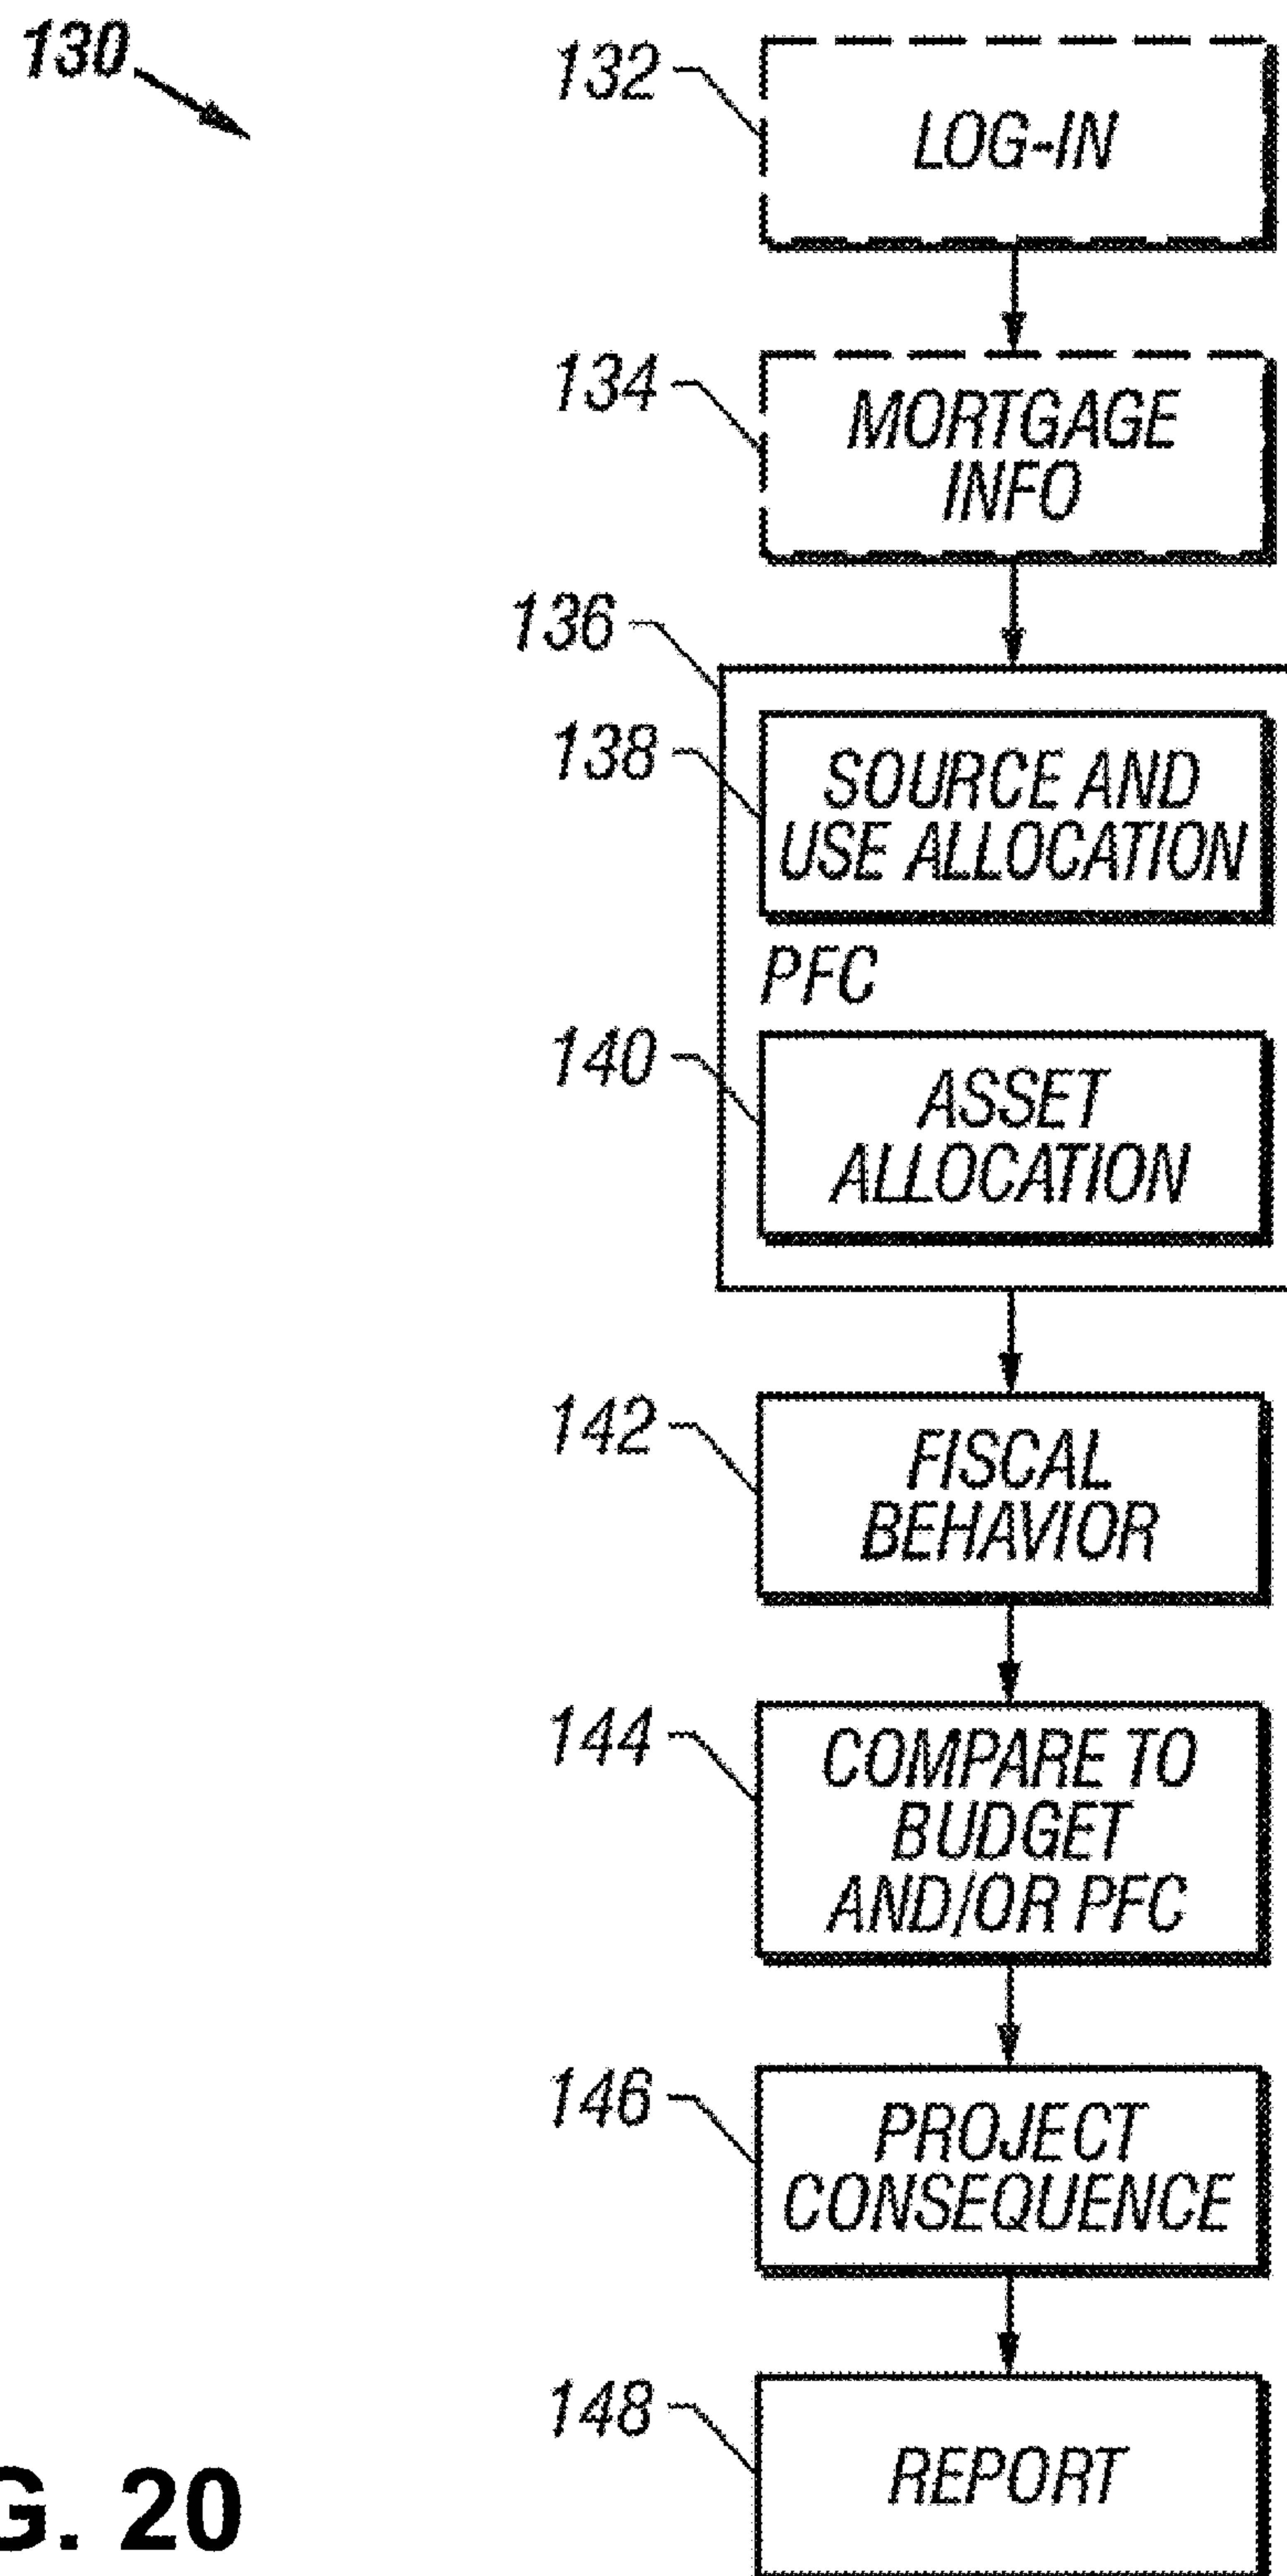 130
132
LOG-IN
134
MORTGAGE
INFO
136
138
SOURCE AND
USE ALLOCATION
PFC
140
ASSET
ALLOCATION
142
FISCAL
BEHAVIOR
144
COMPARE TO
BUDGET
AND/OR PFC
146
PROJECT
CONSEQUENCE
148
REPORT
G. 20